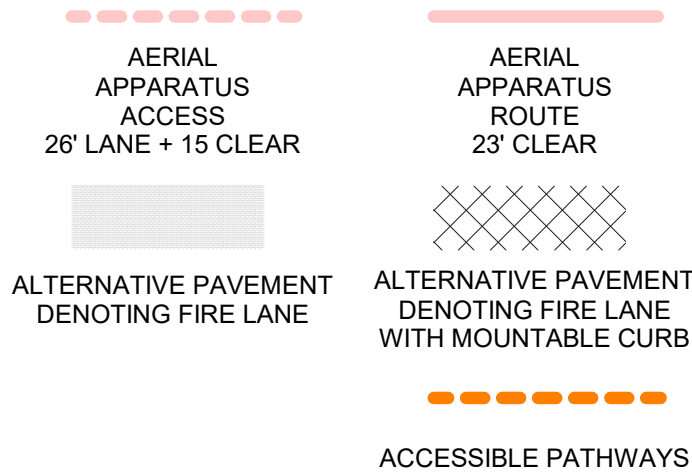 AERIAL
APPARATUS
ACCESS
26' LANE + 15 CLEAR
AERIAL
APPARATUS
ROUTE
23' CLEAR
ALTERNATIVE PAVEMENT
DENOTING FIRE LANE
ALTERNATIVE PAVEMENT
DENOTING FIRE LANE
WITH MOUNTABLE CURB
ACCESSIBLE PATHWAYS